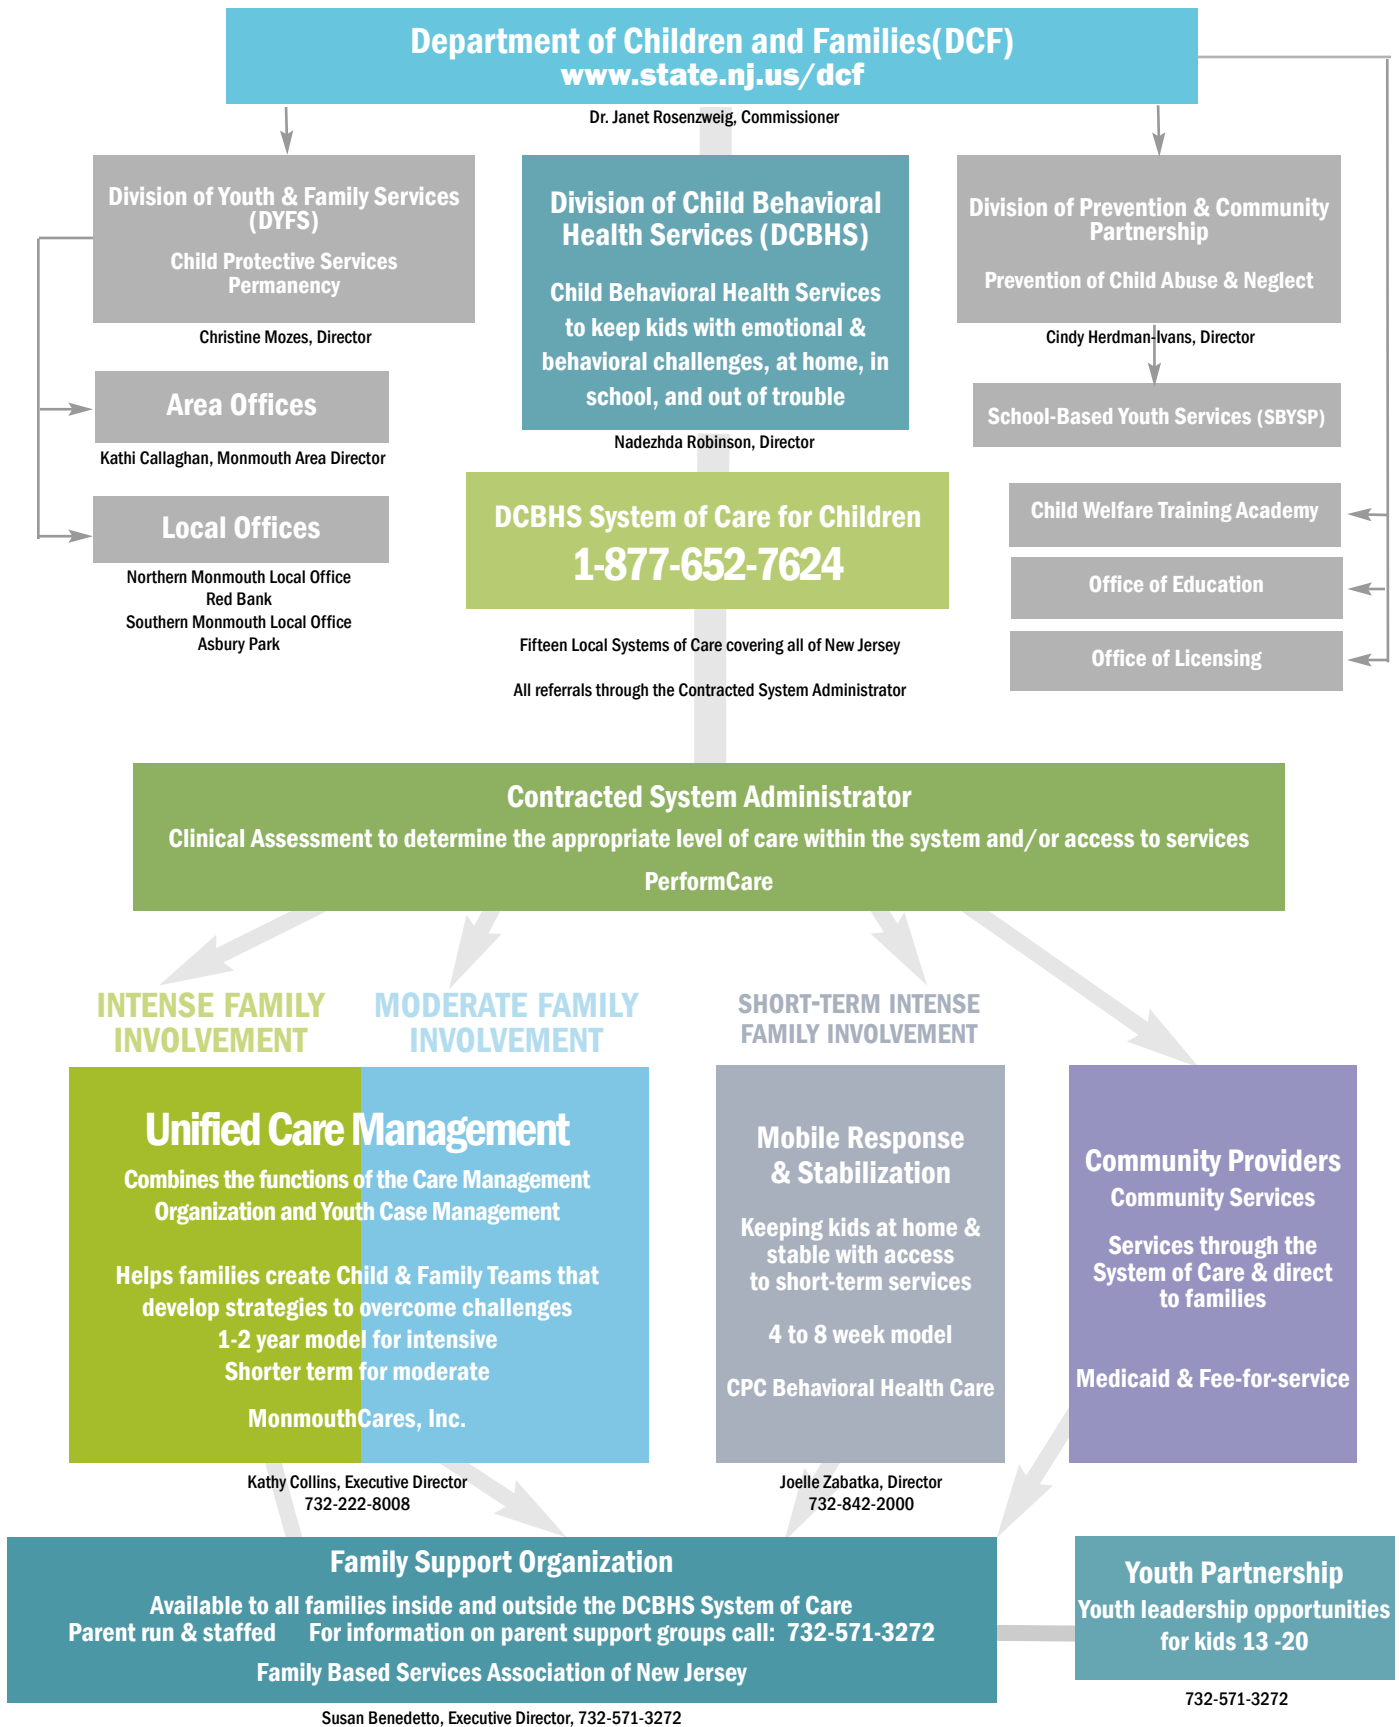 Department of Children and Families(DCF)
www.state.nj.us/dcf
Dr. Janet Rosenzweig, Commissioner
Division of Youth & Family Services
(DYFS)
Child Protective Services
Permanency
Christine Mozes, Director
Area Offices
Kathi Callaghan, Monmouth Area Director
Local Offices
Northern Monmouth Local Office
Red Bank
Southern Monmouth Local Office
Asbury Park
Division of Child Behavioral
Health Services (DCBHS)
Child Behavioral Health Services
to keep kids with emotional &
behavioral challenges, at home, in
school, and out of trouble
Nadezhda Robinson, Director
DCBHS System of Care for Children
1-877-652-7624
Fifteen Local Systems of Care covering all of New Jersey
All referrals through the Contracted System Administrator
Division of Prevention & Community
Partnership
Prevention of Child Abuse & Neglect
Cindy Herdman-Ivans, Director
School-Based Youth Services (SBYSP)
Child Welfare Training Academy
Office of Education
Office of Licensing
Contracted System Administrator
Clinical Assessment to determine the appropriate level of care within the system and/or access to services
PerformCare
INTENSE FAMILY
INVOLVEMENT
MODERATE FAMILY
INVOLVEMENT
Unified Care Management
Combines the functions of the Care Management
Organization and Youth Case Management
Helps families create Child & Family Teams that
develop strategies to overcome challenges
1-2 year model for intensive
Shorter term for moderate
MonmouthCares, Inc.
Kathy Collins, Executive Director
732-222-8008
SHORT-TERM INTENSE
FAMILY INVOLVEMENT
Mobile Response
& Stabilization
Keeping kids at home &
stable with access
to short-term services
4 to 8 week model
CPC Behavioral Health Care
Joelle Zabatka, Director
732-842-2000
Community Providers
Community Services
Services through the
System of Care & direct
to families
Medicaid & Fee-for-service
Family Support Organization
Available to all families inside and outside the DCBHS System of Care
Parent run & staffed For information on parent support groups call: 732-571-3272
Family Based Services Association of New Jersey
Susan Benedetto, Executive Director, 732-571-3272
Youth Partnership
Youth leadership opportunities
for kids 13 -20
732-571-3272